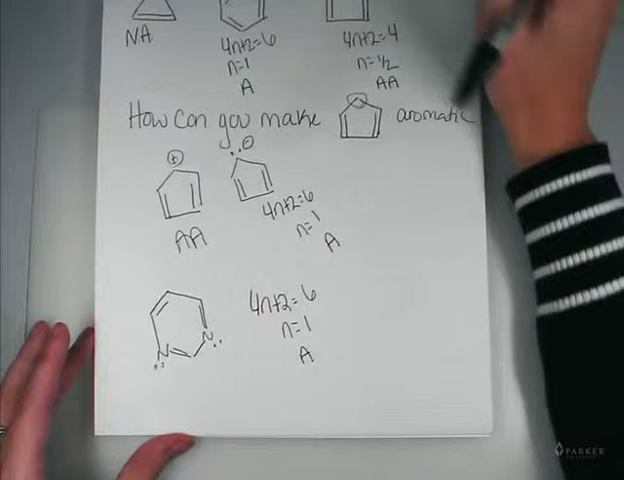 NA
4n+2=6
n=1
A
4n+2=4
n=1/2
AA
How can you make aromatic
+
AA
4n+2=6
n=1
A
N
N
4n+2=6
n=1
A
PARKER